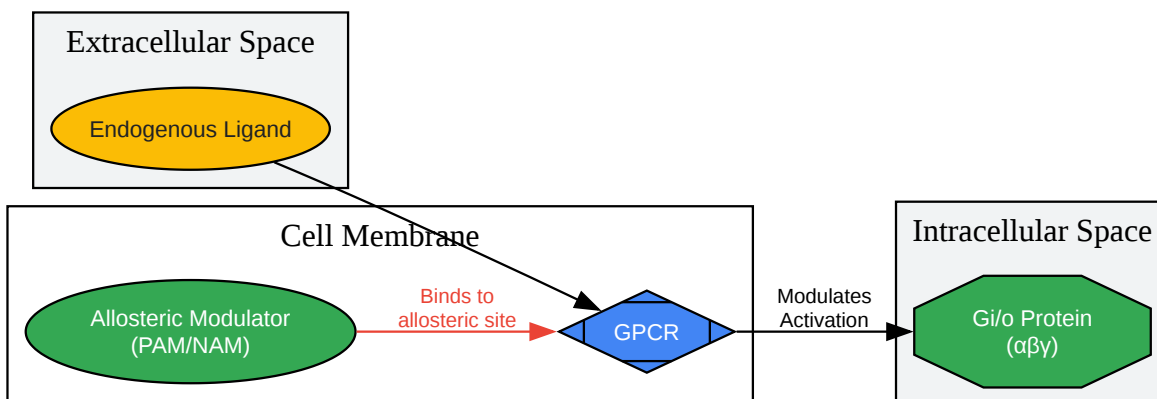 Extracellular Space
Endogenous Ligand
Cell Membrane
Allosteric Modulator
(PAM/NAM)
Binds to
allosteric site
GPCR
Modulates
Activation
Intracellular Space
Gi/o Protein
(αβγ)